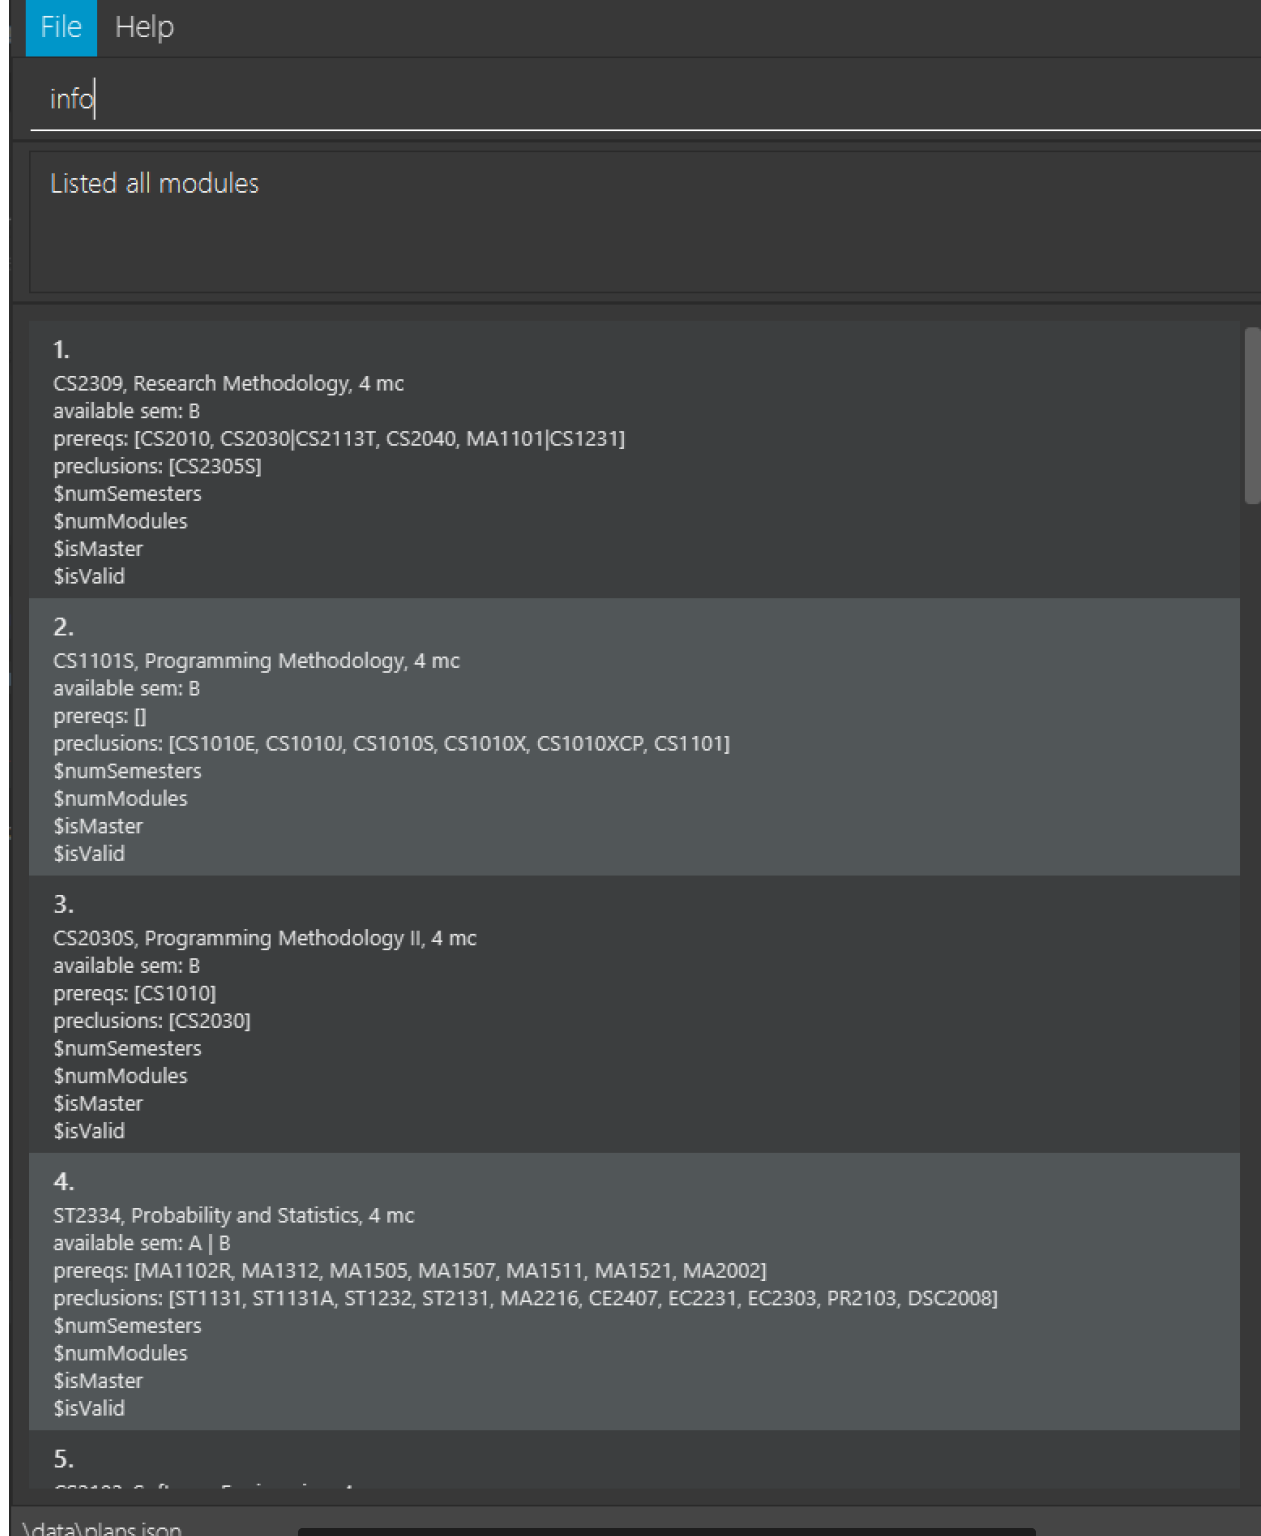 File Help
info
Listed all modules
1.
CS2309, Research Methodology, 4 mc
available sem: B
prereqs: [CS2010, CS2030|CS2113T, CS2040, MA1101|CS1231]
preclusions: [CS2305S]
$numSemesters
$numModules
$isMaster
$isValid
2.
CS1101S, Programming Methodology, 4 mc
available sem: B
prereqs: []
preclusions: [CS1010E, CS1010J, CS1010S, CS1010X, CS1010XCP, CS1101]
$numSemesters
$numModules
$isMaster
$isValid
3.
CS2030S, Programming Methodology II, 4 mc
available sem: B
prereqs: [CS1010]
preclusions: [CS2030]
$numSemesters
$numModules
$isMaster
$isValid
4.
ST2334, Probability and Statistics, 4 mc
available sem: A | B
prereqs: [MA1102R, MA1312, MA1505, MA1507, MA1511, MA1521, MA2002]
preclusions: [ST1131, ST1131A, ST1232, ST2131, MA2216, CE2407, EC2231, EC2303, PR2103, DSC2008]
$numSemesters
$numModules
$isMaster
$isValid
5.
\data\plans.json